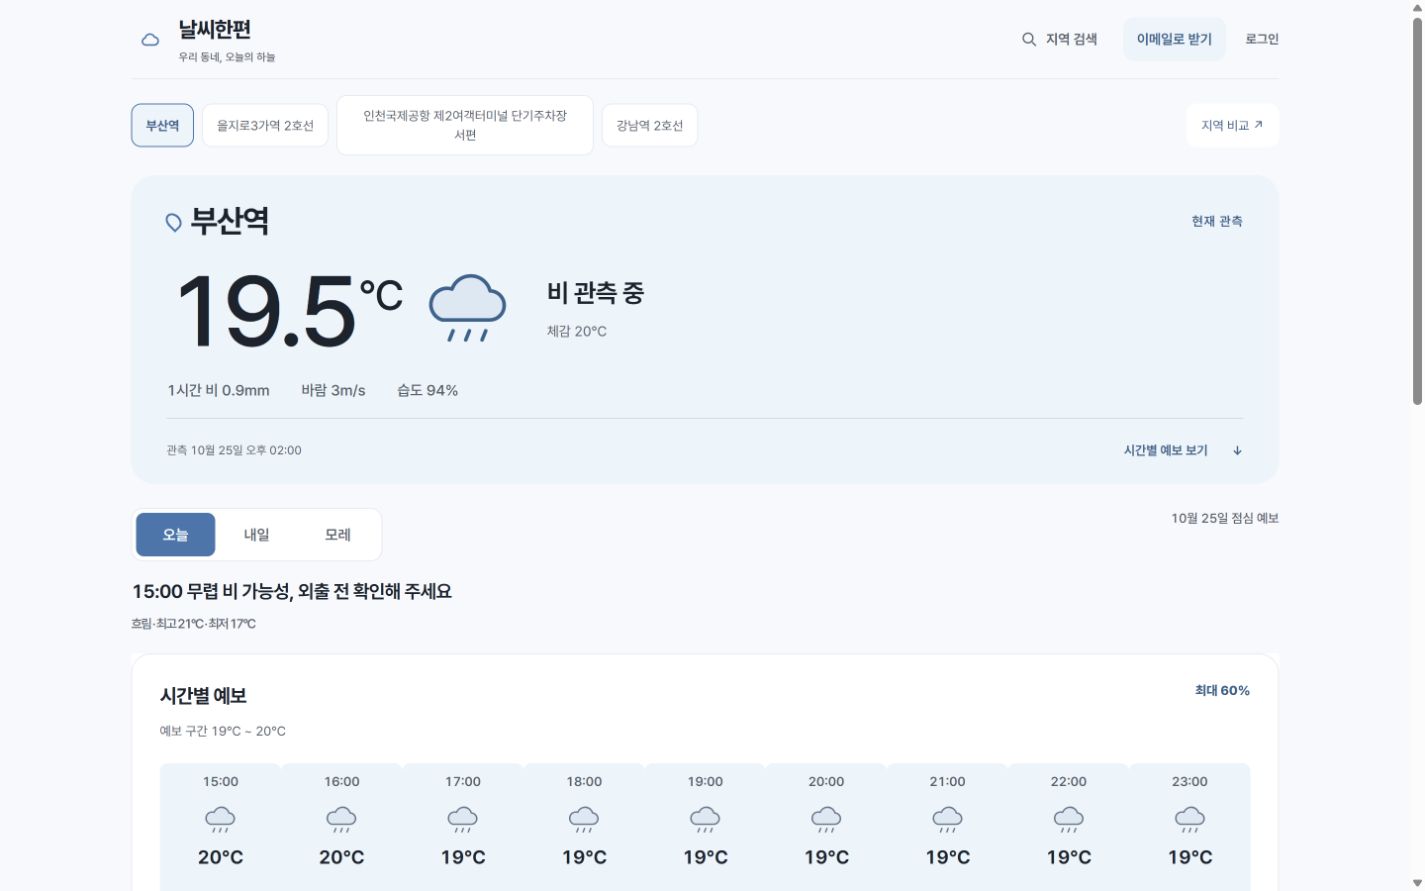 날씨한편
우리 동네, 오늘의 하늘
지역 검색
이메일로 받기
로그인
부산역
을지로3가역 2호선
인천국제공항 제2여객터미널 단기주차장
서편
강남역 2호선
지역 비교 ↗
부산역
현재 관측
19.5℃
비 관측 중
체감 20℃
1시간 비 0.9mm 바람 3m/s 습도 94%
관측 10월 25일 오후 02:00
시간별 예보 보기 ↓
오늘 내일 모레
10월 25일 점심 예보
15:00 무렵 비 가능성, 외출 전 확인해 주세요
흐림·최고 21℃·최저 17℃
시간별 예보
최대 60%
예보 구간 19℃ ~ 20℃
15:00 16:00 17:00 18:00 19:00 20:00 21:00 22:00 23:00
20℃ 20℃ 19℃ 19℃ 19℃ 19℃ 19℃ 19℃ 19℃